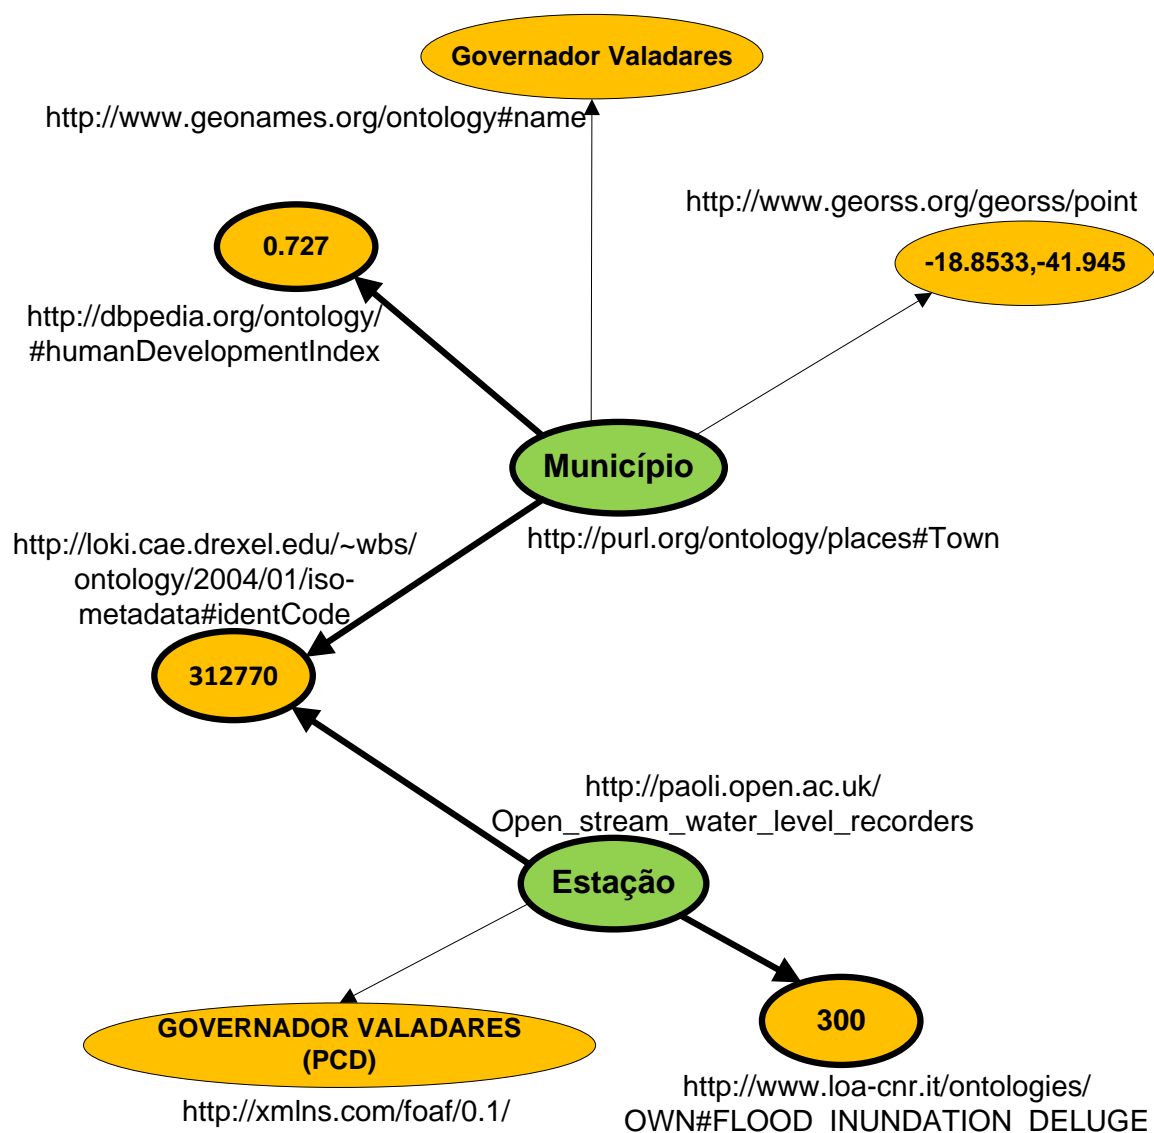 Governador Valadares
http://www.geonames.org/ontology#name
http://www.georss.org/georss/point
0.727
-18.8533,-41.945
http://dbpedia.org/ontology/
#humanDevelopmentIndex
Município
http://purl.org/ontology/places#Town
http://loki.cae.drexel.edu/~wbs/
ontology/2004/01/iso-
metadata#identCode
312770
http://paoli.open.ac.uk/
Open_stream_water_level_recorders
Estação
GOVERNADOR VALADARES
(PCD)
http://xmlns.com/foaf/0.1/
300
http://www.loa-cnr.it/ontologies/
OWN#FLOOD_INUNDATION_DELUGE